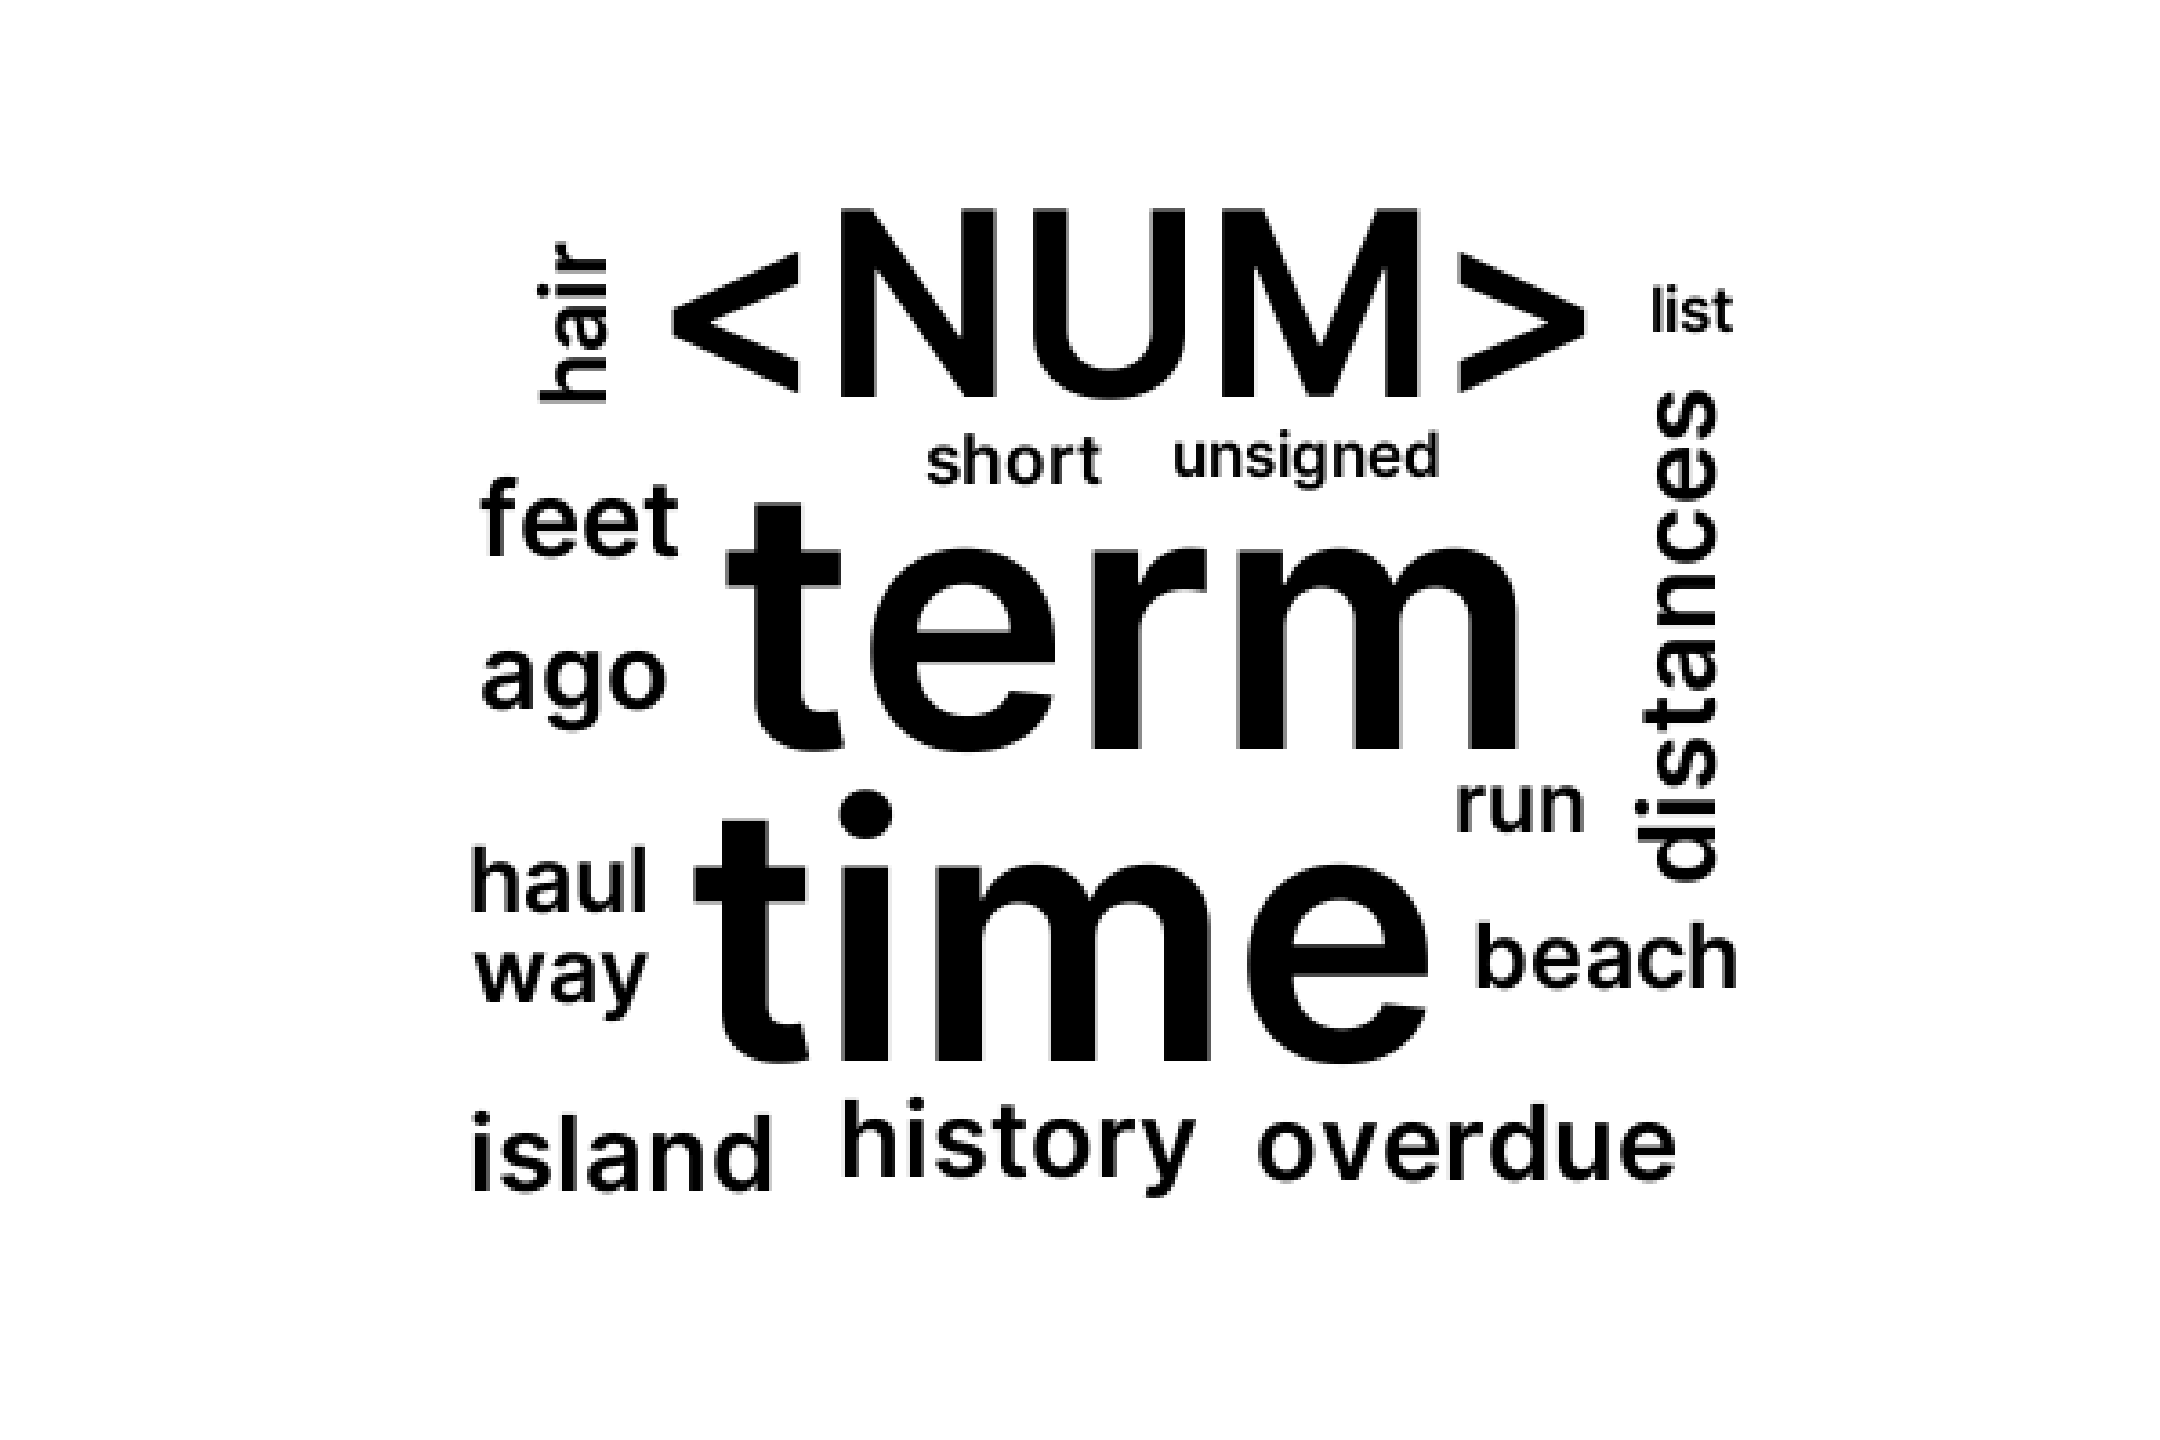 hair
<NUM>
list
short
unsigned
distances
feet
term
ago
run
haul
time
way
beach
island
history
overdue